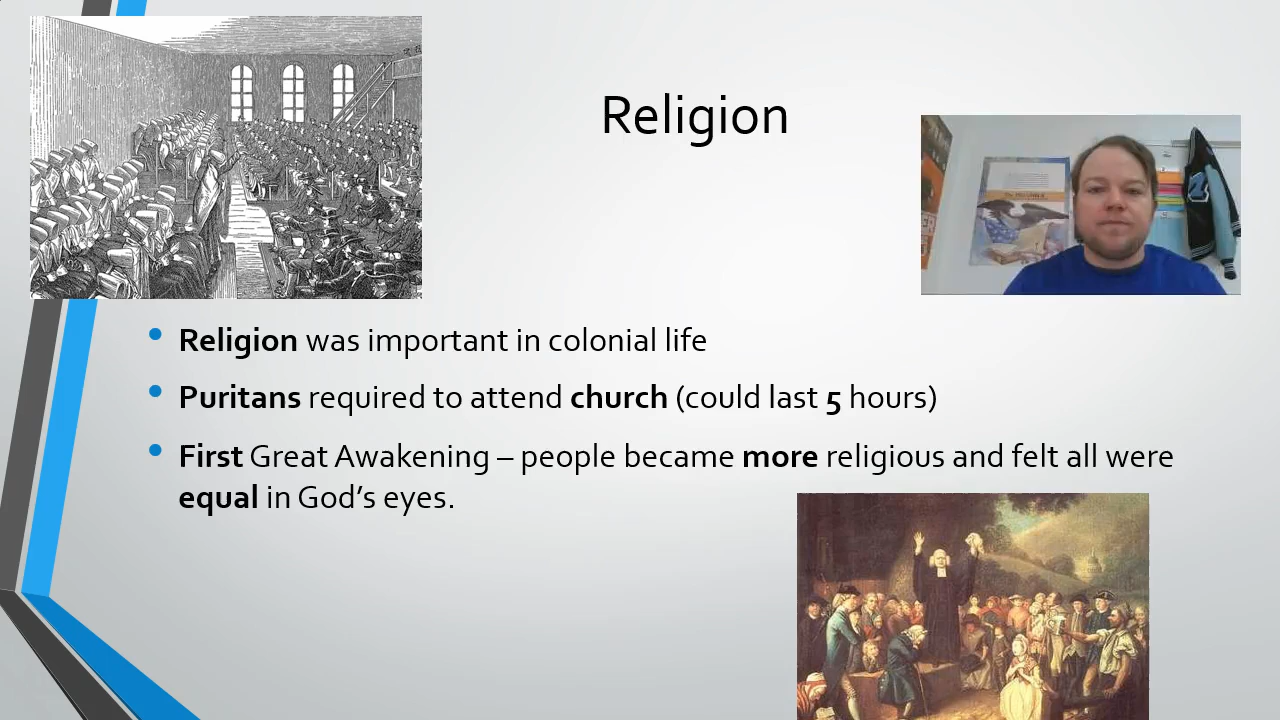 Religion
Religion was important in colonial life
Puritans required to attend church (could last 5 hours)
First Great Awakening – people became more religious and felt all were
equal in God’s eyes.